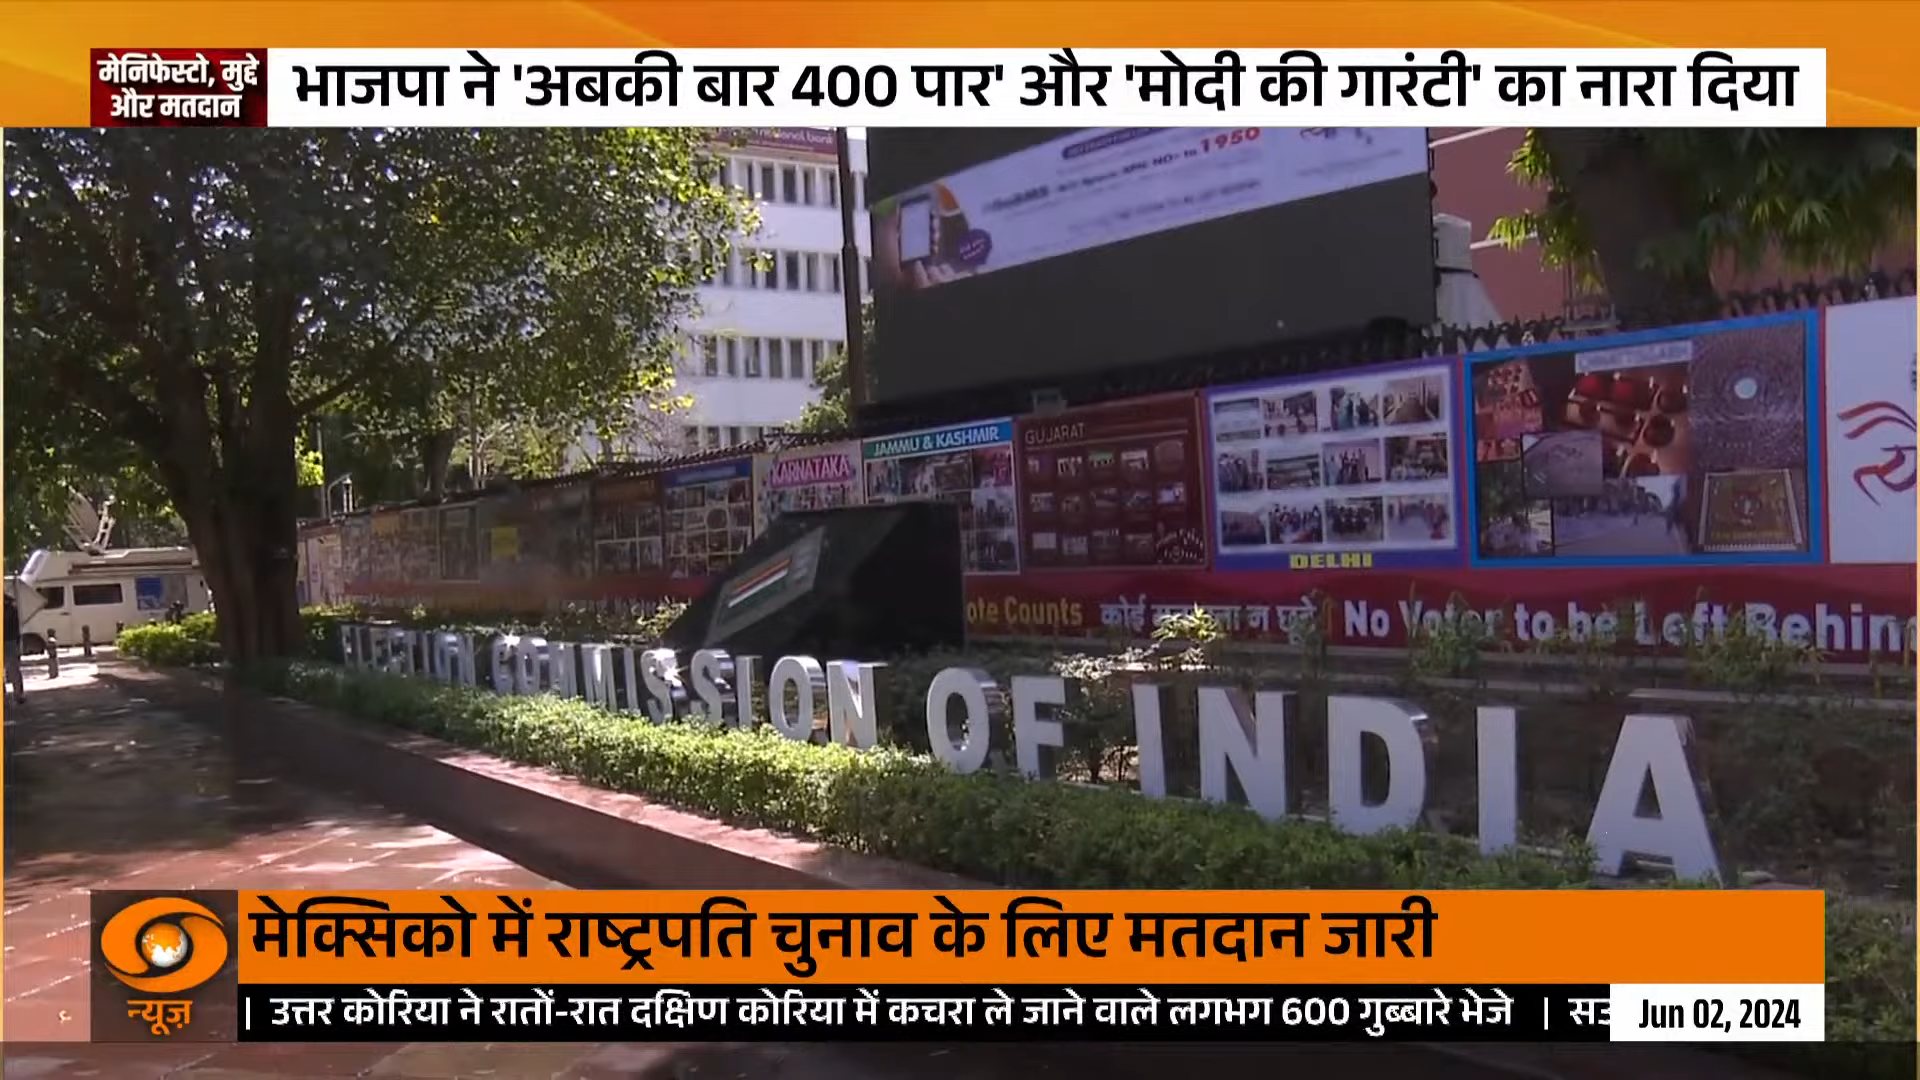 मेनिफेस्टो, मुद्दे
और मतदान
भाजपा ने 'अबकी बार 400 पार' और 'मोदी की गारंटी' का नारा दिया
1950
KARNATAKA
JAMMU & KASHMIR
GUJARAT
DELHI
Counts कोई न छूटे No Voter to be Left Behin
ELECTION COMMISSION OF INDIA
मेक्सिको में राष्ट्रपति चुनाव के लिए मतदान जारी
न्यूज़
| उत्तर कोरिया ने रातों-रात दक्षिण कोरिया में कचरा ले जाने वाले लगभग 600 गुब्बारे भेजे |
Jun 02, 2024